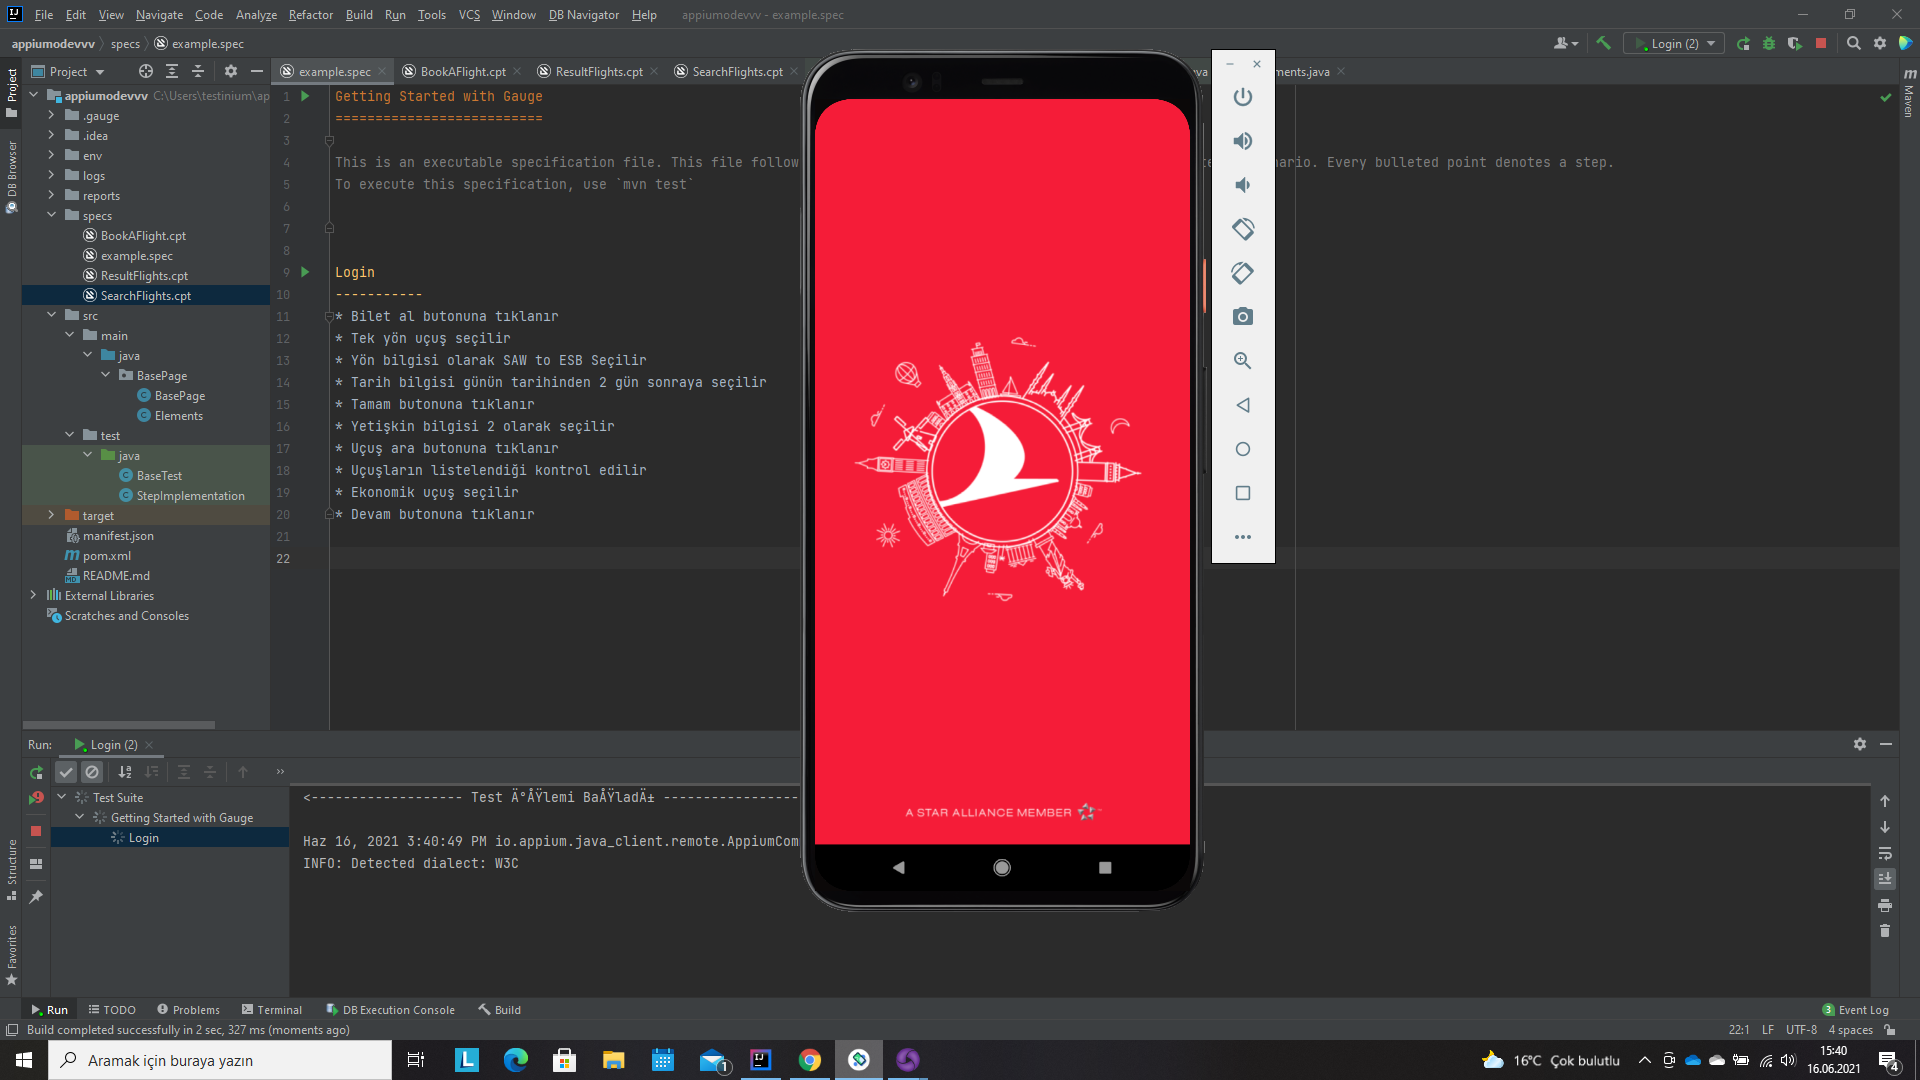 File Edit View Navigate Code Analyze Refactor Build Run Tools VCS Window DB Navigator Help appiumodevvv - example.spec
appiumodevvv specs example.spec Login (2)
Project example.spec BookAFlight.cpt ResultFlights.cpt SearchFlights.cpt ments.java
Project
DB Browser
Structure
Favorites
Maven
appiumodevvv C:\Users\testinium\ap
.gauge
.idea
env
logs
reports
specs
BookAFlight.cpt
example.spec
ResultFlights.cpt
SearchFlights.cpt
src
main
java
BasePage
BasePage
Elements
test
java
BaseTest
StepImplementation
target
manifest.json
pom.xml
README.md
External Libraries
Scratches and Consoles
1 Getting Started with Gauge
2 ==========================
3
4 This is an executable specification file. This file follow nario. Every bulleted point denotes a step.
5 To execute this specification, use `mvn test`
6
7
8
9 Login
10 -----------
11 * Bilet al butonuna tıklanır
12 * Tek yön uçuş seçilir
13 * Yön bilgisi olarak SAW to ESB Seçilir
14 * Tarih bilgisi günün tarihinden 2 gün sonraya seçilir
15 * Tamam butonuna tıklanır
16 * Yetişkin bilgisi 2 olarak seçilir
17 * Uçuş ara butonuna tıklanır
18 * Uçuşların listelendiği kontrol edilir
19 * Ekonomik uçuş seçilir
20 * Devam butonuna tıklanır
21
22
A STAR ALLIANCE MEMBER
Run: Login (2)
Test Suite
Getting Started with Gauge
Login
<------------------- Test Ä°ÅŸlemi BaÅŸladÄ± -----------------
Haz 16, 2021 3:40:49 PM io.appium.java_client.remote.AppiumCom
INFO: Detected dialect: W3C
Run TODO Problems Terminal DB Execution Console Build 3 Event Log
Build completed successfully in 2 sec, 327 ms (moments ago) 22:1 LF UTF-8 4 spaces
Aramak için buraya yazın 1 16°C Çok bulutlu 15:40
16.06.2021 4